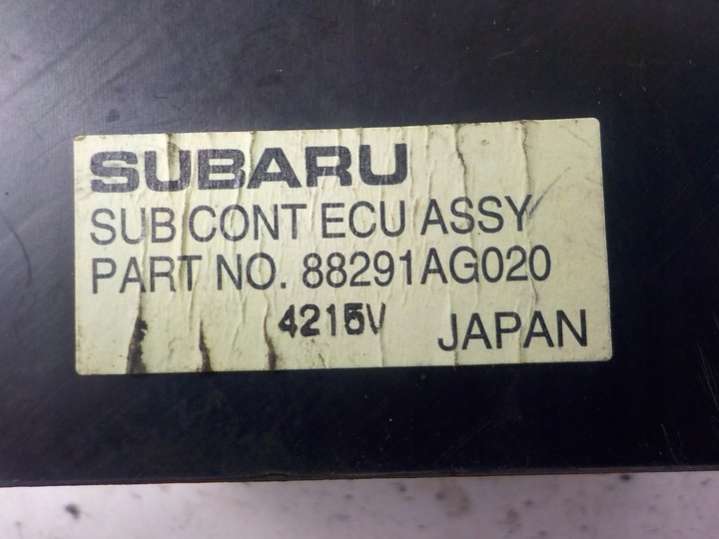 SUBARU
SUB CONT ECU ASSY
PART NO. 88291AG020
4215V JAPAN